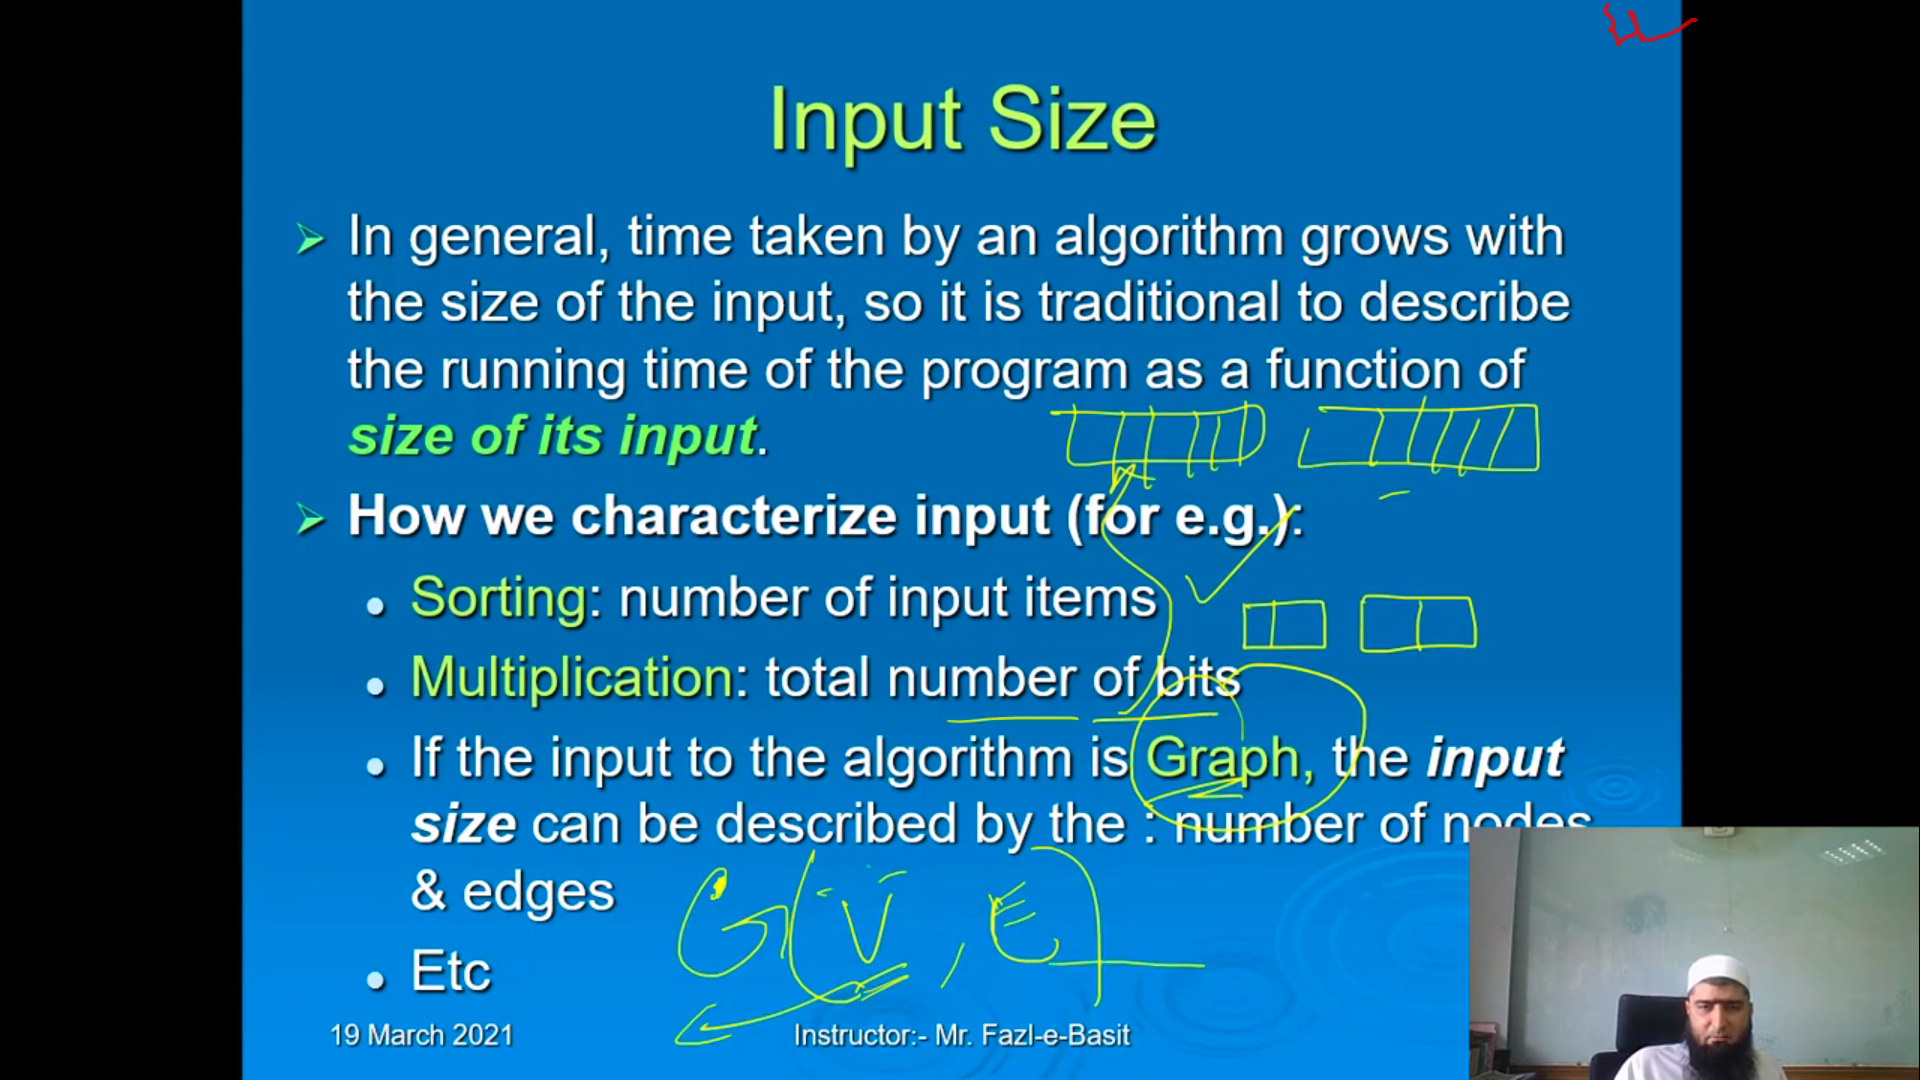 Input Size
In general, time taken by an algorithm grows with
the size of the input, so it is traditional to describe
the running time of the program as a function of
size of its input.
How we characterize input (for e.g.):
Sorting: number of input items
Multiplication: total number of bits
If the input to the algorithm is Graph, the input
size can be described by the : number of nodes
& edges
G(V, E)
Etc
19 March 2021
Instructor:- Mr. Fazl-e-Basit